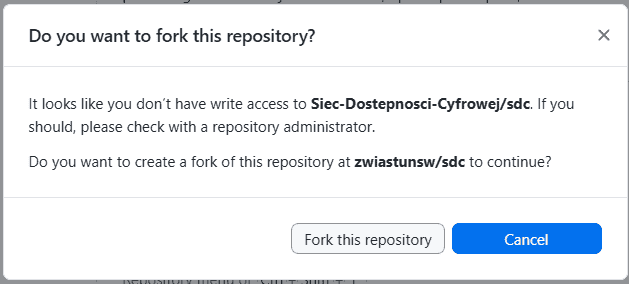 Do you want to fork this repository?
It looks like you don’t have write access to Siec-Dostepnosci-Cyfrowej/sdc. If you
should, please check with a repository administrator.
Do you want to create a fork of this repository at zwiastunsw/sdc to continue?
Fork this repository
Cancel